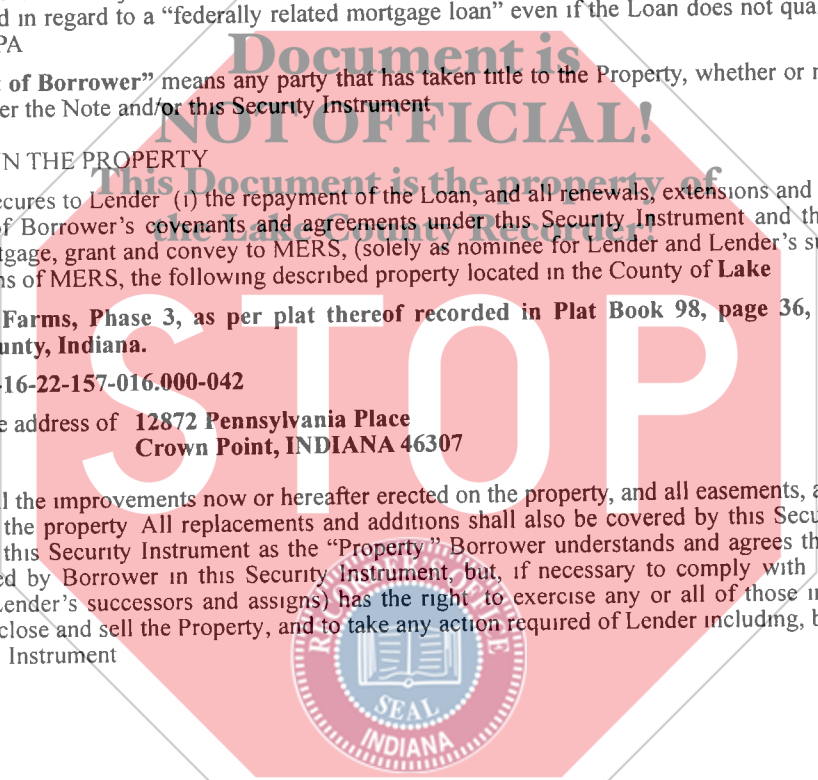 d in regard to a “federally related mortgage loan” even if the Loan does not qua
PA
Document is
of Borrower” means any party that has taken title to the Property, whether or
er the Note and/or this Security Instrument
NOT OFFICIAL!
N THE PROPERTY
This Document is the property of
ecures to Lender (i) the repayment of the Loan, and all renewals, extensions and
of Borrower’s covenants and agreements under this Security Instrument and th
the Lake County Recorder!
tgage, grant and convey to MERS, (solely as nominee for Lender and Lender’s su
ns of MERS, the following described property located in the County of Lake
Farms, Phase 3, as per plat thereof recorded in Plat Book 98, page 36,
unty, Indiana.
-16-22-157-016.000-042
e address of 12872 Pennsylvania Place
Crown Point, INDIANA 46307
STOP
l the improvements now or hereafter erected on the property, and all easements, a
the property All replacements and additions shall also be covered by this Secu
this Security Instrument as the “Property ” Borrower understands and agrees th
ed by Borrower in this Security Instrument, but, if necessary to comply with
Lender’s successors and assigns) has the right to exercise any or all of those in
close and sell the Property, and to take any action required of Lender including, b
Instrument
RECORDER'S OFFICE
SEAL
INDIANA